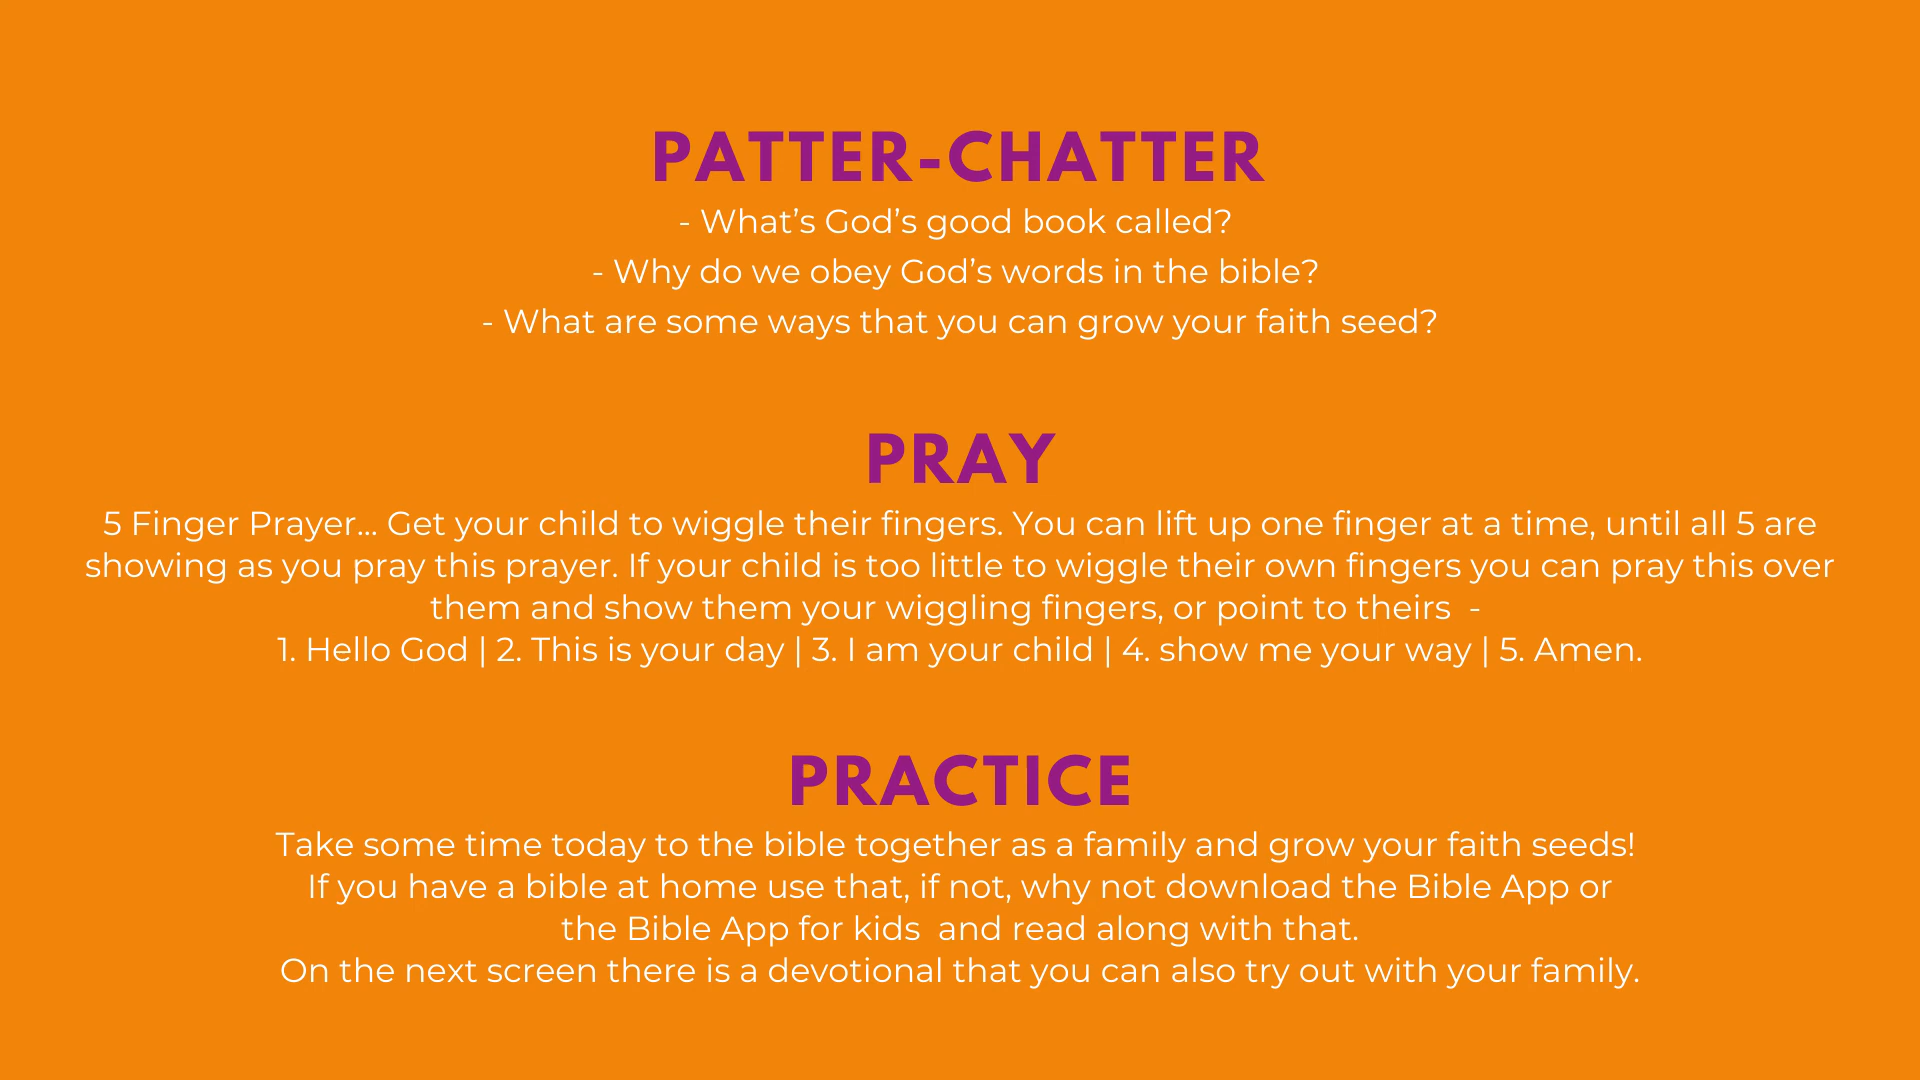 PATTER-CHATTER
- What’s God’s good book called?
- Why do we obey God’s words in the bible?
- What are some ways that you can grow your faith seed?
PRAY
5 Finger Prayer... Get your child to wiggle their fingers. You can lift up one finger at a time, until all 5 are
showing as you pray this prayer. If your child is too little to wiggle their own fingers you can pray this over
them and show them your wiggling fingers, or point to theirs  -
1. Hello God | 2. This is your day | 3. I am your child | 4. show me your way | 5. Amen.
PRACTICE
Take some time today to the bible together as a family and grow your faith seeds!
If you have a bible at home use that, if not, why not download the Bible App or
the Bible App for kids  and read along with that.
On the next screen there is a devotional that you can also try out with your family.